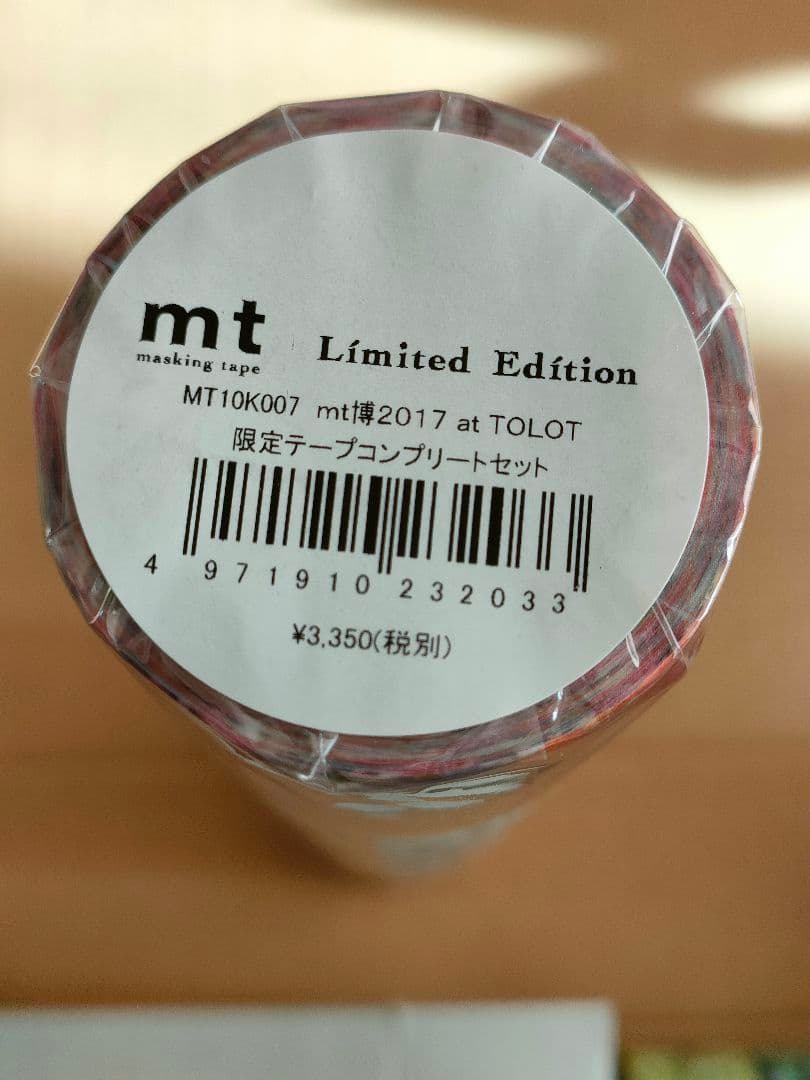 mt
masking tape
Límited Edítion
MT10K007 mt博2017 at TOLOT
限定テープコンプリートセット
4 971910 232033
¥3,350(税別)